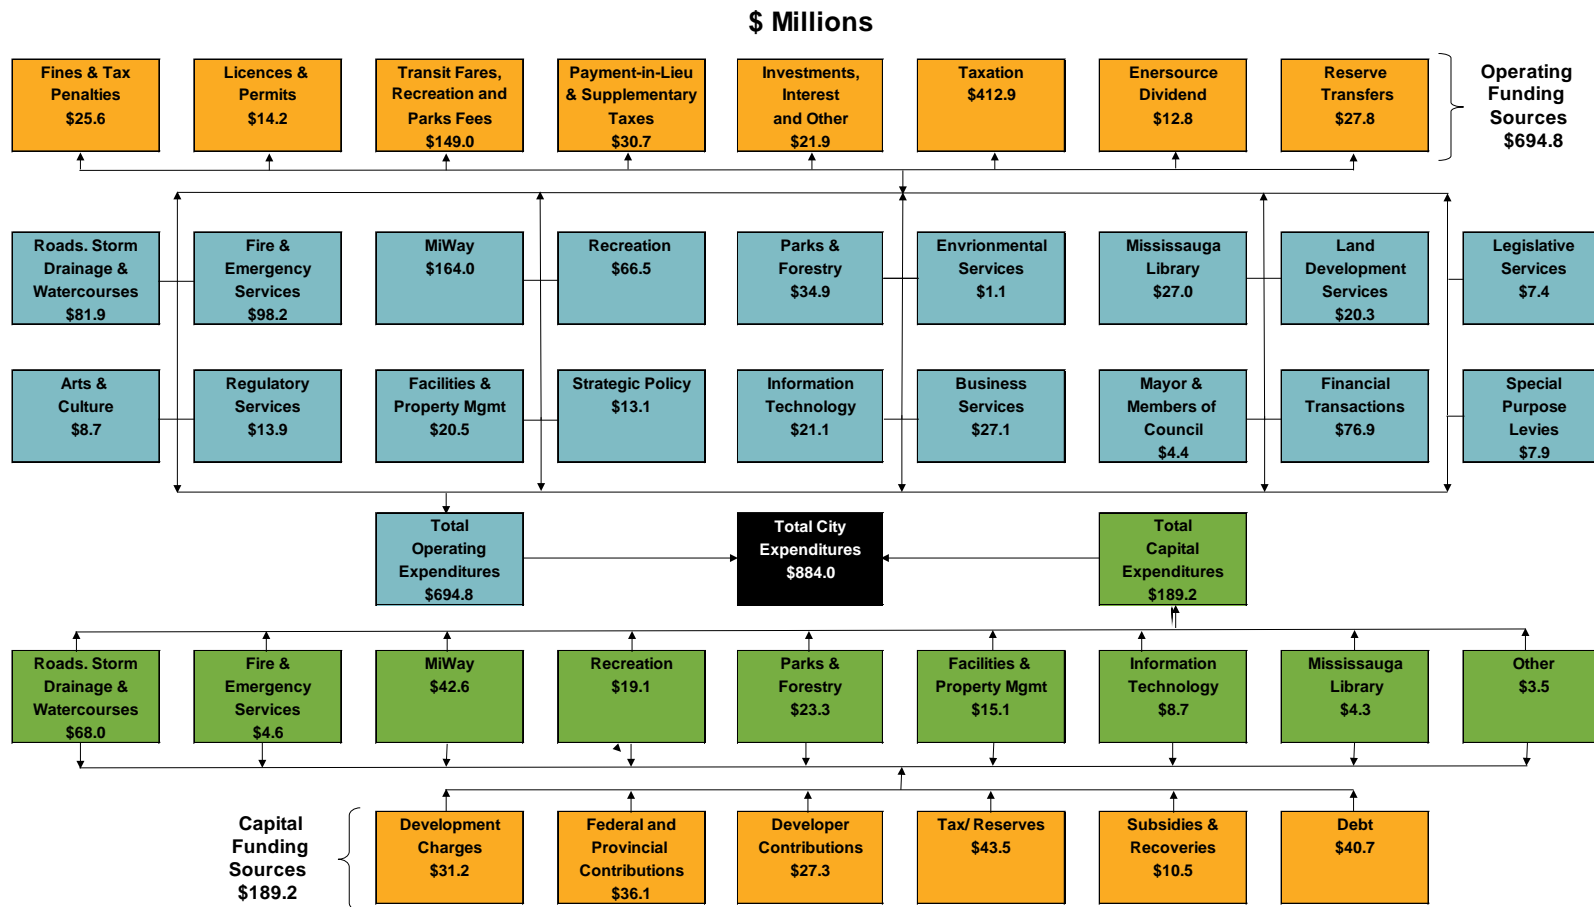 $ Millions
Fines & Tax
Penalties
$25.6
Licences &
Permits
$14.2
Transit Fares,
Recreation and
Parks Fees
$149.0
Payment-in-Lieu
& Supplementary
Taxes
$30.7
Investments,
Interest
and Other
$21.9
Taxation
$412.9
Enersource
Dividend
$12.8
Reserve
Transfers
$27.8
Operating
Funding
Sources
$694.8
Roads. Storm
Drainage &
Watercourses
$81.9
Fire &
Emergency
Services
$98.2
MiWay
$164.0
Recreation
$66.5
Parks &
Forestry
$34.9
Envrionmental
Services
$1.1
Mississauga
Library
$27.0
Land
Development
Services
$20.3
Legislative
Services
$7.4
Arts &
Culture
$8.7
Regulatory
Services
$13.9
Facilities &
Property Mgmt
$20.5
Strategic Policy
$13.1
Information
Technology
$21.1
Business
Services
$27.1
Mayor &
Members of
Council
$4.4
Financial
Transactions
$76.9
Special
Purpose
Levies
$7.9
Total
Operating
Expenditures
$694.8
Total City
Expenditures
$884.0
Total
Capital
Expenditures
$189.2
Roads. Storm
Drainage &
Watercourses
$68.0
Fire &
Emergency
Services
$4.6
MiWay
$42.6
Recreation
$19.1
Parks &
Forestry
$23.3
Facilities &
Property Mgmt
$15.1
Information
Technology
$8.7
Mississauga
Library
$4.3
Other
$3.5
Capital
Funding
Sources
$189.2
Development
Charges
$31.2
Federal and
Provincial
Contributions
$36.1
Developer
Contributions
$27.3
Tax/ Reserves
$43.5
Subsidies &
Recoveries
$10.5
Debt
$40.7